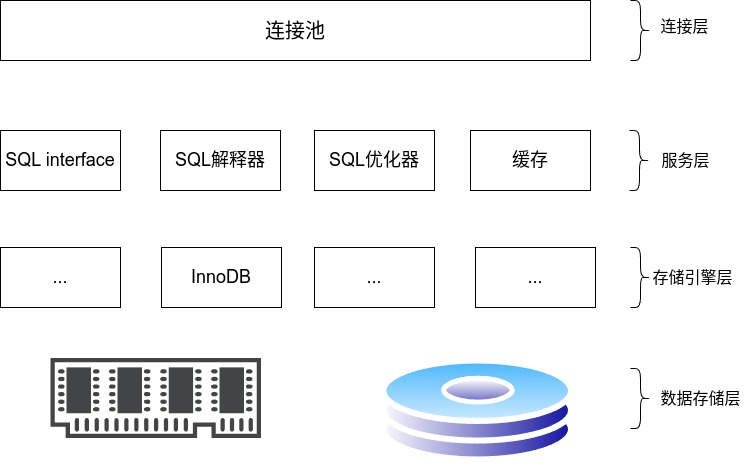 连接池
连接层
SQL interface
SQL解释器
SQL优化器
缓存
服务层
...
InnoDB
...
...
存储引擎层
数据存储层